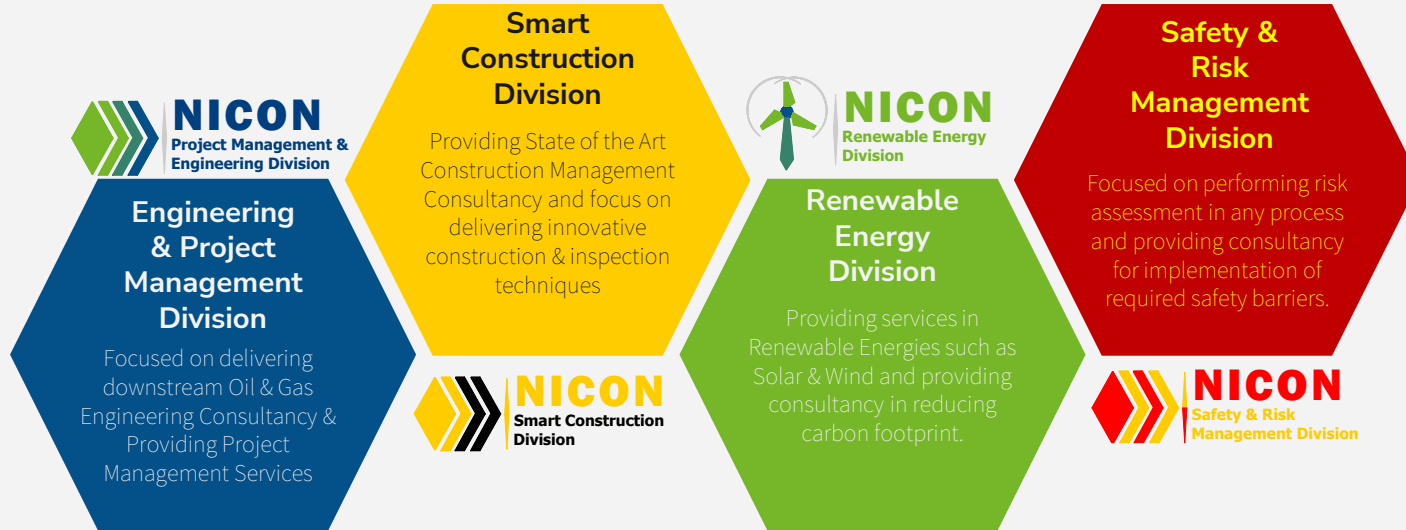 NICON
Project Management &
Engineering Division
Engineering
& Project
Management
Division
Focused on delivering
downstream Oil & Gas
Engineering Consultancy &
Providing Project
Management Services
Smart
Construction
Division
Providing State of the Art
Construction Management
Consultancy and focus on
delivering innovative
construction & inspection
techniques
NICON
Smart Construction
Division
NICON
Renewable Energy
Division
Renewable
Energy
Division
Providing services in
Renewable Energies such as
Solar & Wind and providing
consultancy in reducing
carbon footprint.
Safety &
Risk
Management
Division
Focused on performing risk
assessment in any process
and providing consultancy
for implementation of
required safety barriers.
NICON
Safety & Risk
Management Division